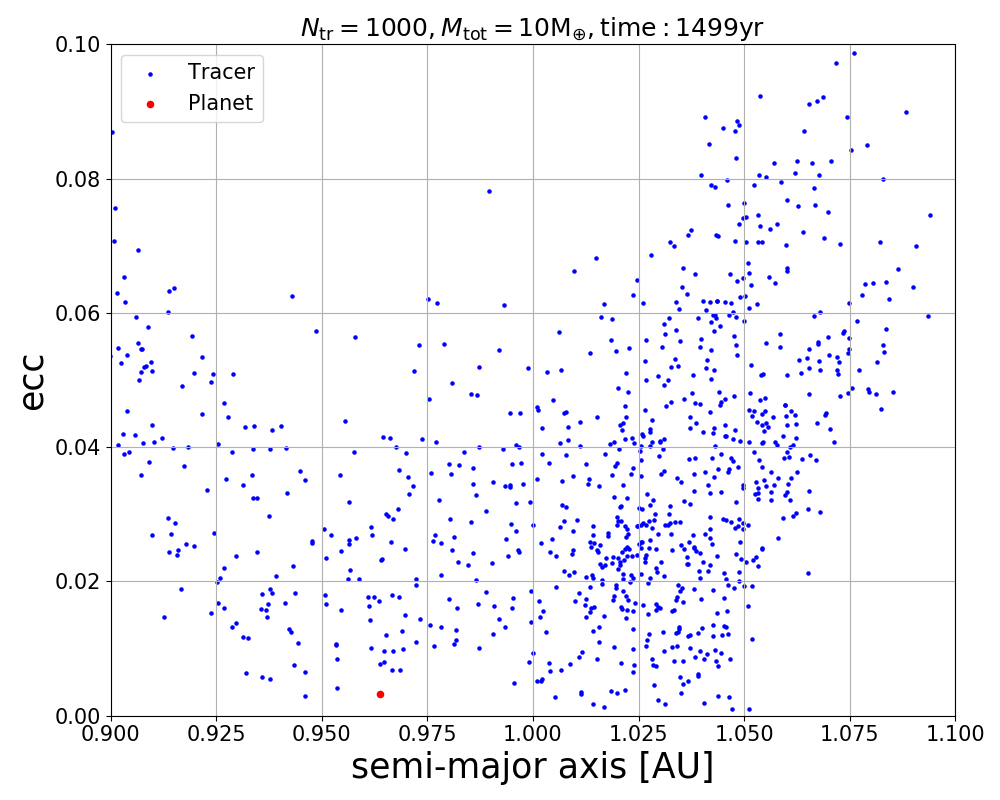 N_tr = 1000, M_tot = 10M_⊕, time : 1499yr
Tracer
Planet
ecc
0.10
0.08
0.06
0.04
0.02
0.00
0.900 0.925 0.950 0.975 1.000 1.025 1.050 1.075 1.100
semi-major axis [AU]